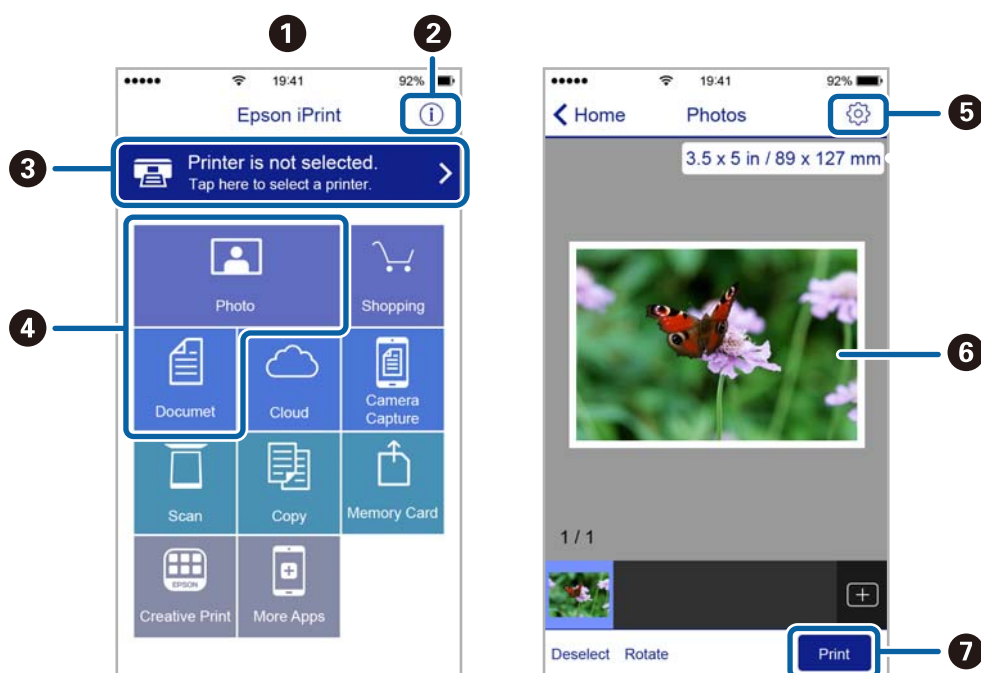 1
2
19:41
92%
Epson iPrint
3
Printer is not selected.
Tap here to select a printer.
4
Photo
Shopping
Documet
Cloud
Camera
Capture
Scan
Copy
Memory Card
EPSON
Creative Print
More Apps
19:41
92%
Home
Photos
5
3.5 x 5 in / 89 x 127 mm
6
1 / 1
Deselect
Rotate
Print
7